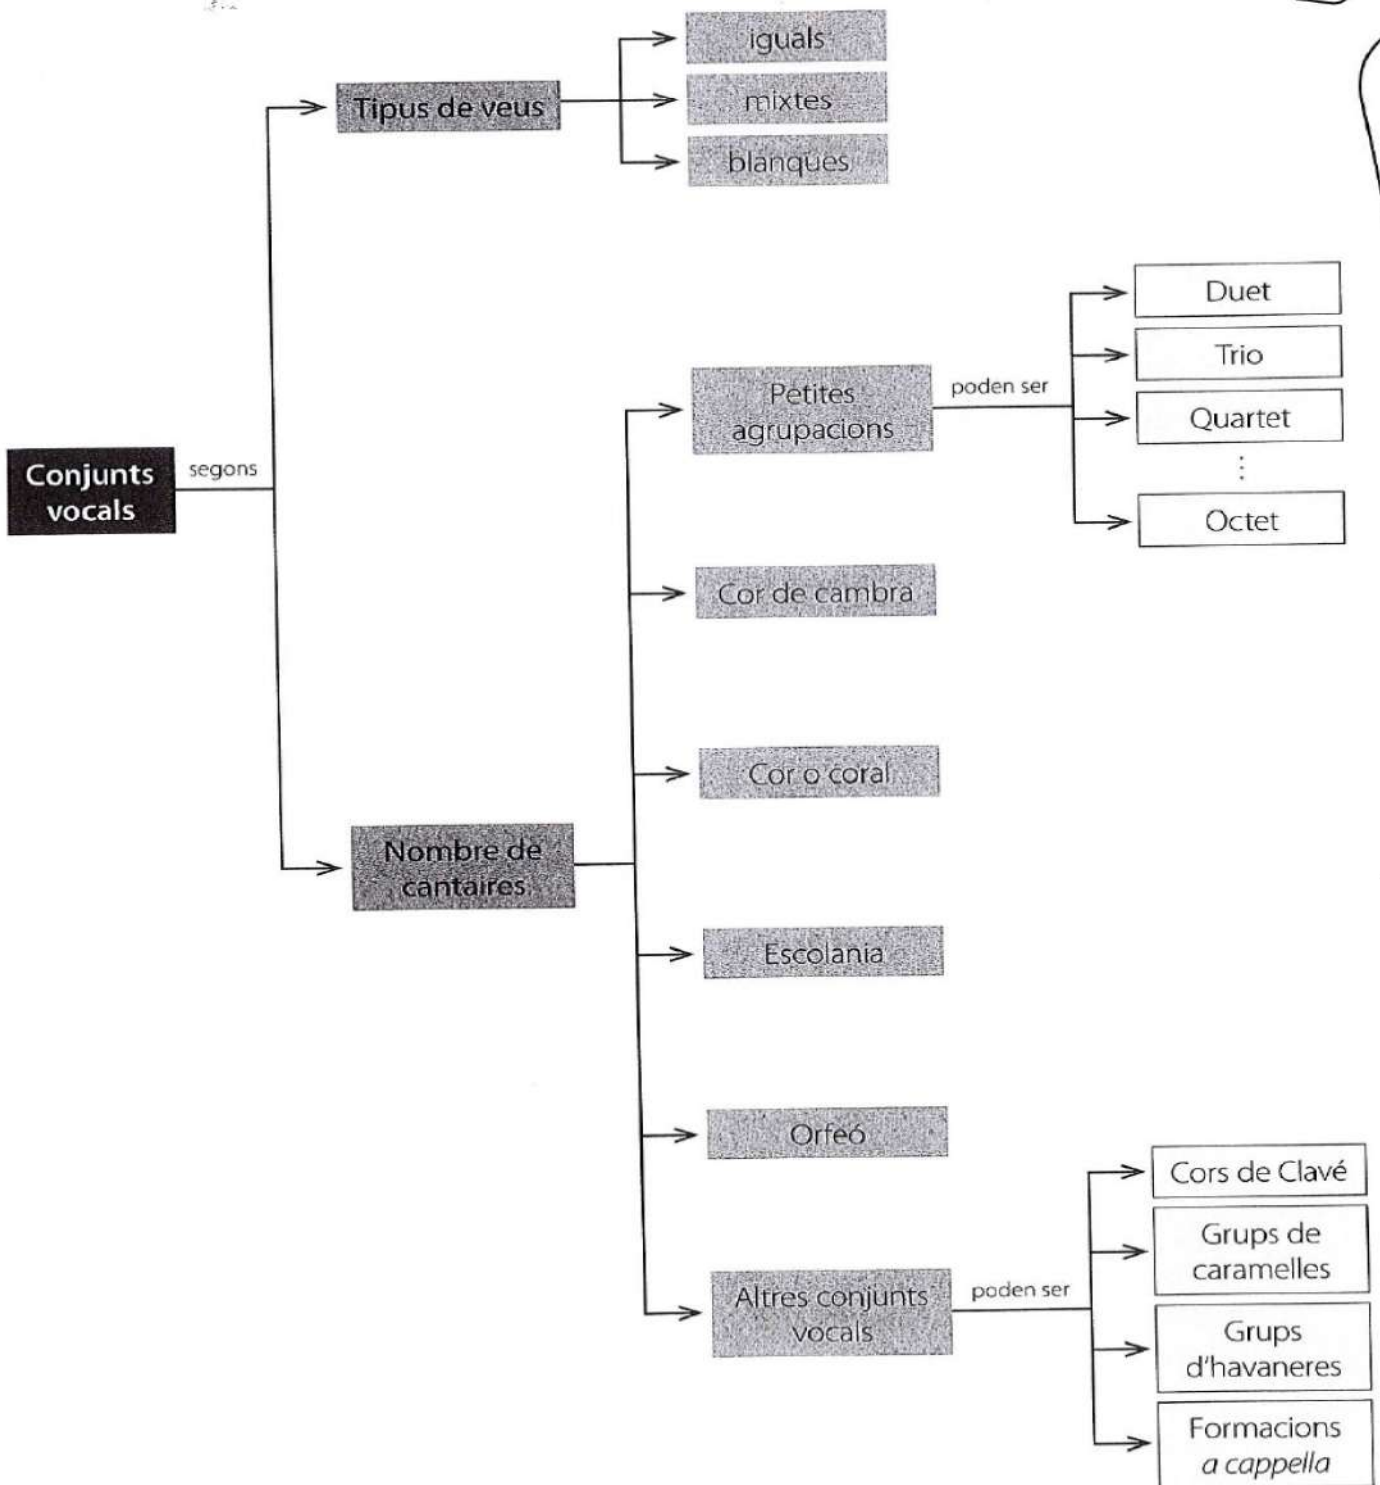 Conjunts
vocals
segons
Tipus de veus
iguals
mixtes
blanques
Nombre de
cantaires
Petites
agrupacions
poden ser
Duet
Trio
Quartet
⋮
Octet
Cor de cambra
Cor o coral
Escolania
Orfeó
Altres conjunts
vocals
poden ser
Cors de Clavé
Grups de
caramelles
Grups
d'havaneres
Formacions
a cappella